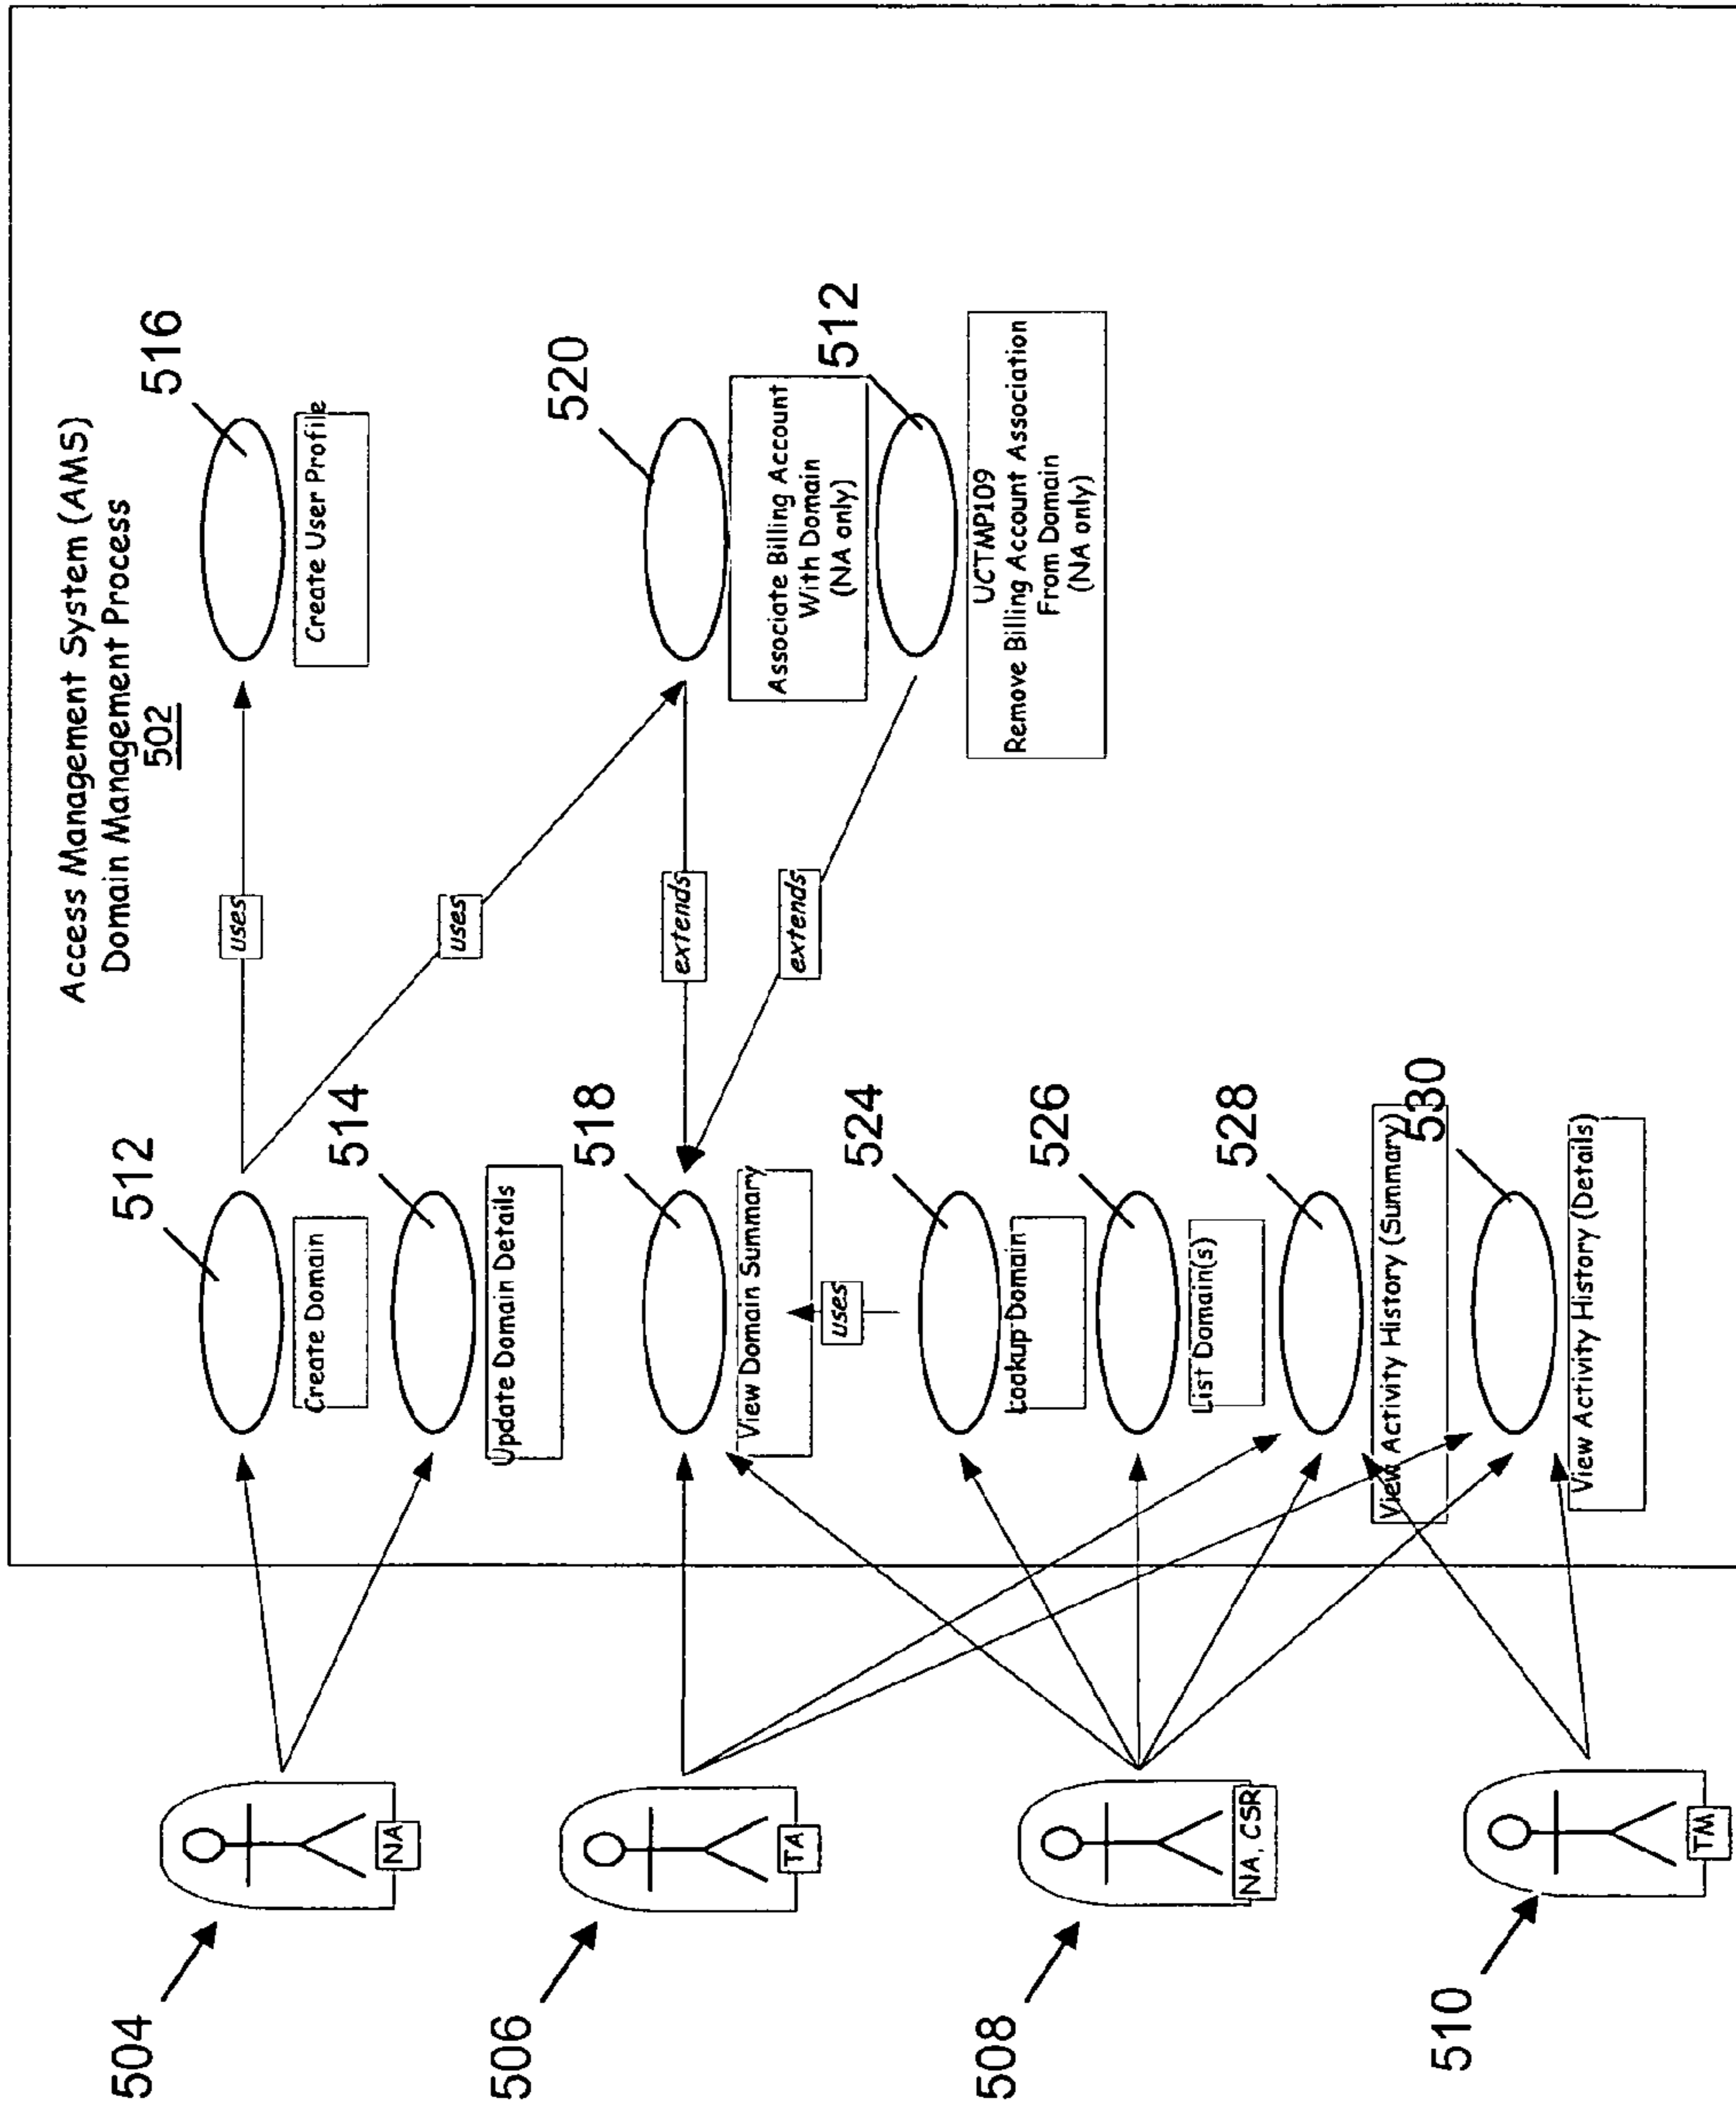 Access Management System (AMS)
Domain Management Process
502
504
NA
506
TA
508
NA, CSR
510
TM
512
Create Domain
514
Update Domain Details
518
View Domain Summary
uses
524
Lookup Domain
526
List Domain(s)
528
View Activity History (Summary)
530
View Activity History (Details)
uses
uses
extends
extends
516
Create User Profile
520
Associate Billing Account
With Domain
(NA only)
512
UCTMP109
Remove Billing Account Association
From Domain
(NA only)